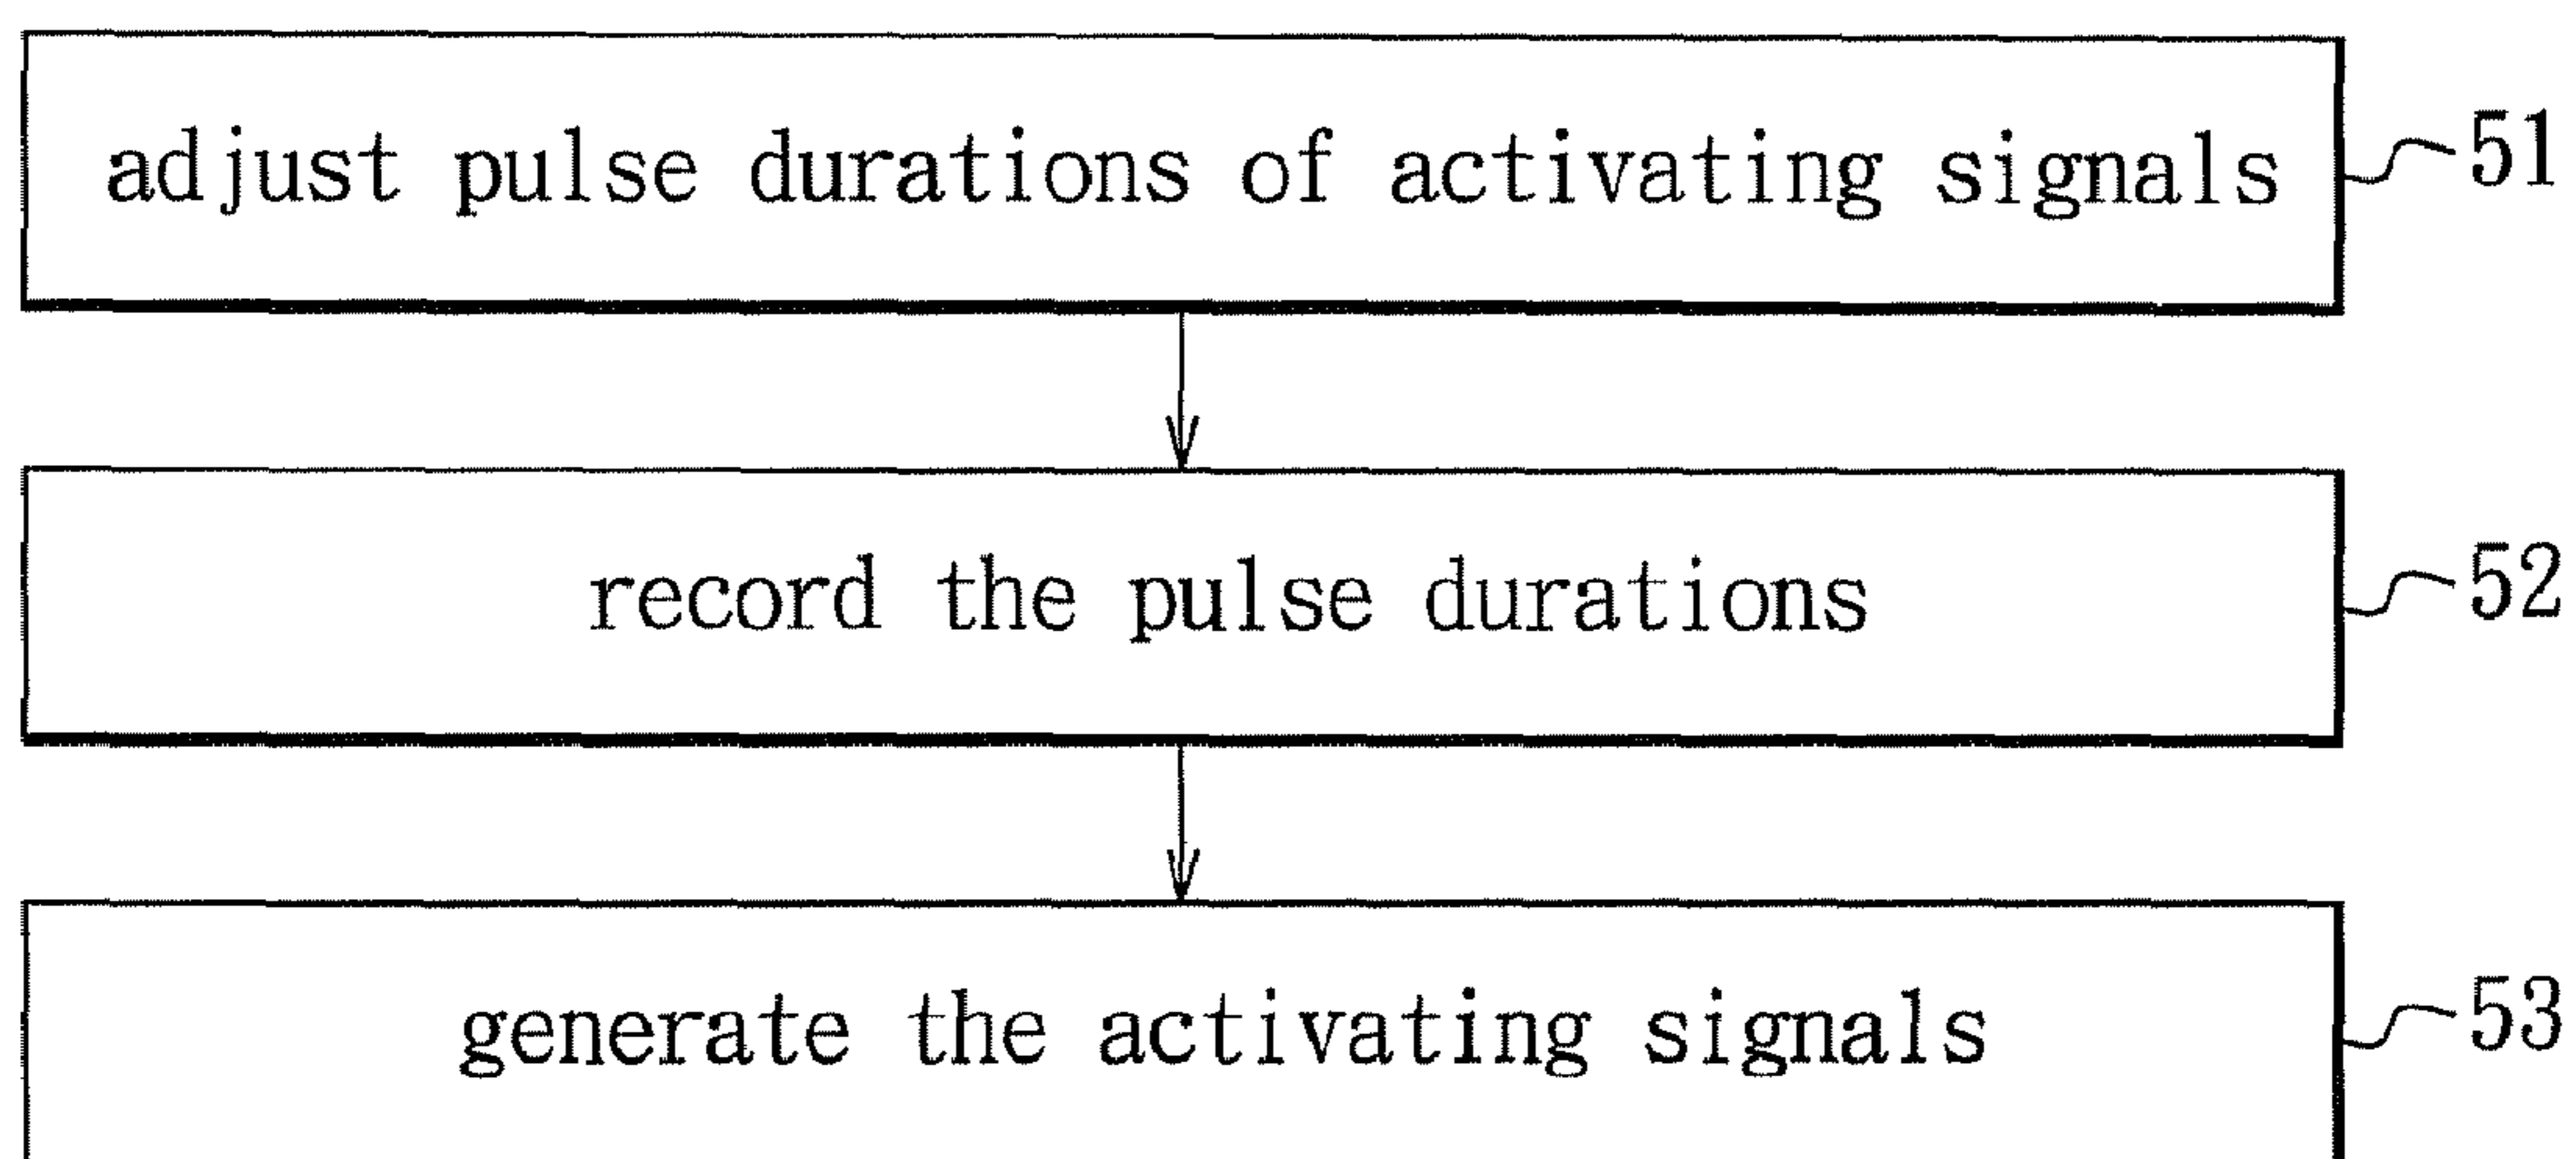 adjust pulse durations of activating signals 51
record the pulse durations 52
generate the activating signals 53